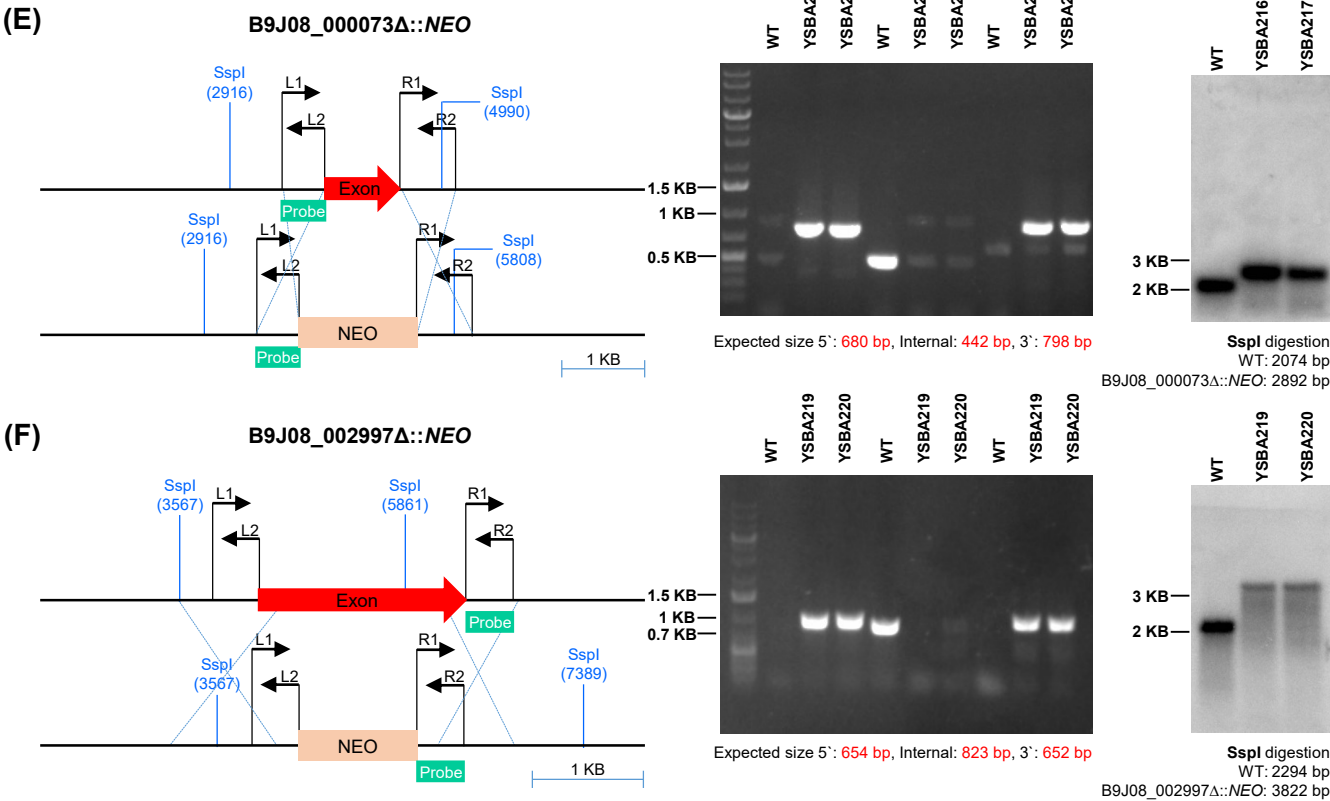 (E)
B9J08_000073Δ::NEO
SspI
(2916)
L1
L2
R1
R2
SspI
(4990)
Exon
Probe
SspI
(2916)
L1
L2
R1
R2
SspI
(5808)
NEO
Probe
1 KB
WT
WT
WT
1.5 KB
1 KB
0.5 KB
Expected size 5`: 680 bp, Internal: 442 bp, 3`: 798 bp
WT
YSBA216
YSBA217
3 KB
2 KB
SspI digestion
WT: 2074 bp
B9J08_000073Δ::NEO: 2892 bp
(F)
B9J08_002997Δ::NEO
SspI
(3567)
L1
L2
SspI
(5861)
R1
R2
Exon
Probe
SspI
(3567)
L1
L2
R1
R2
SspI
(7389)
NEO
Probe
1 KB
WT
YSBA219
YSBA220
WT
YSBA219
YSBA220
WT
YSBA219
YSBA220
1.5 KB
1 KB
0.7 KB
Expected size 5`: 654 bp, Internal: 823 bp, 3`: 652 bp
WT
YSBA219
YSBA220
3 KB
2 KB
SspI digestion
WT: 2294 bp
B9J08_002997Δ::NEO: 3822 bp